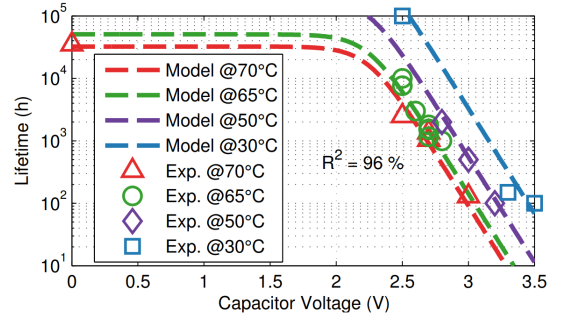 10^5
10^4
10^3
10^2
10^1
Lifetime (h)
Model @70°C
Model @65°C
Model @50°C
Model @30°C
Exp. @70°C
Exp. @65°C
Exp. @50°C
Exp. @30°C
R^2 = 96 %
0 0.5 1 1.5 2 2.5 3 3.5
Capacitor Voltage (V)